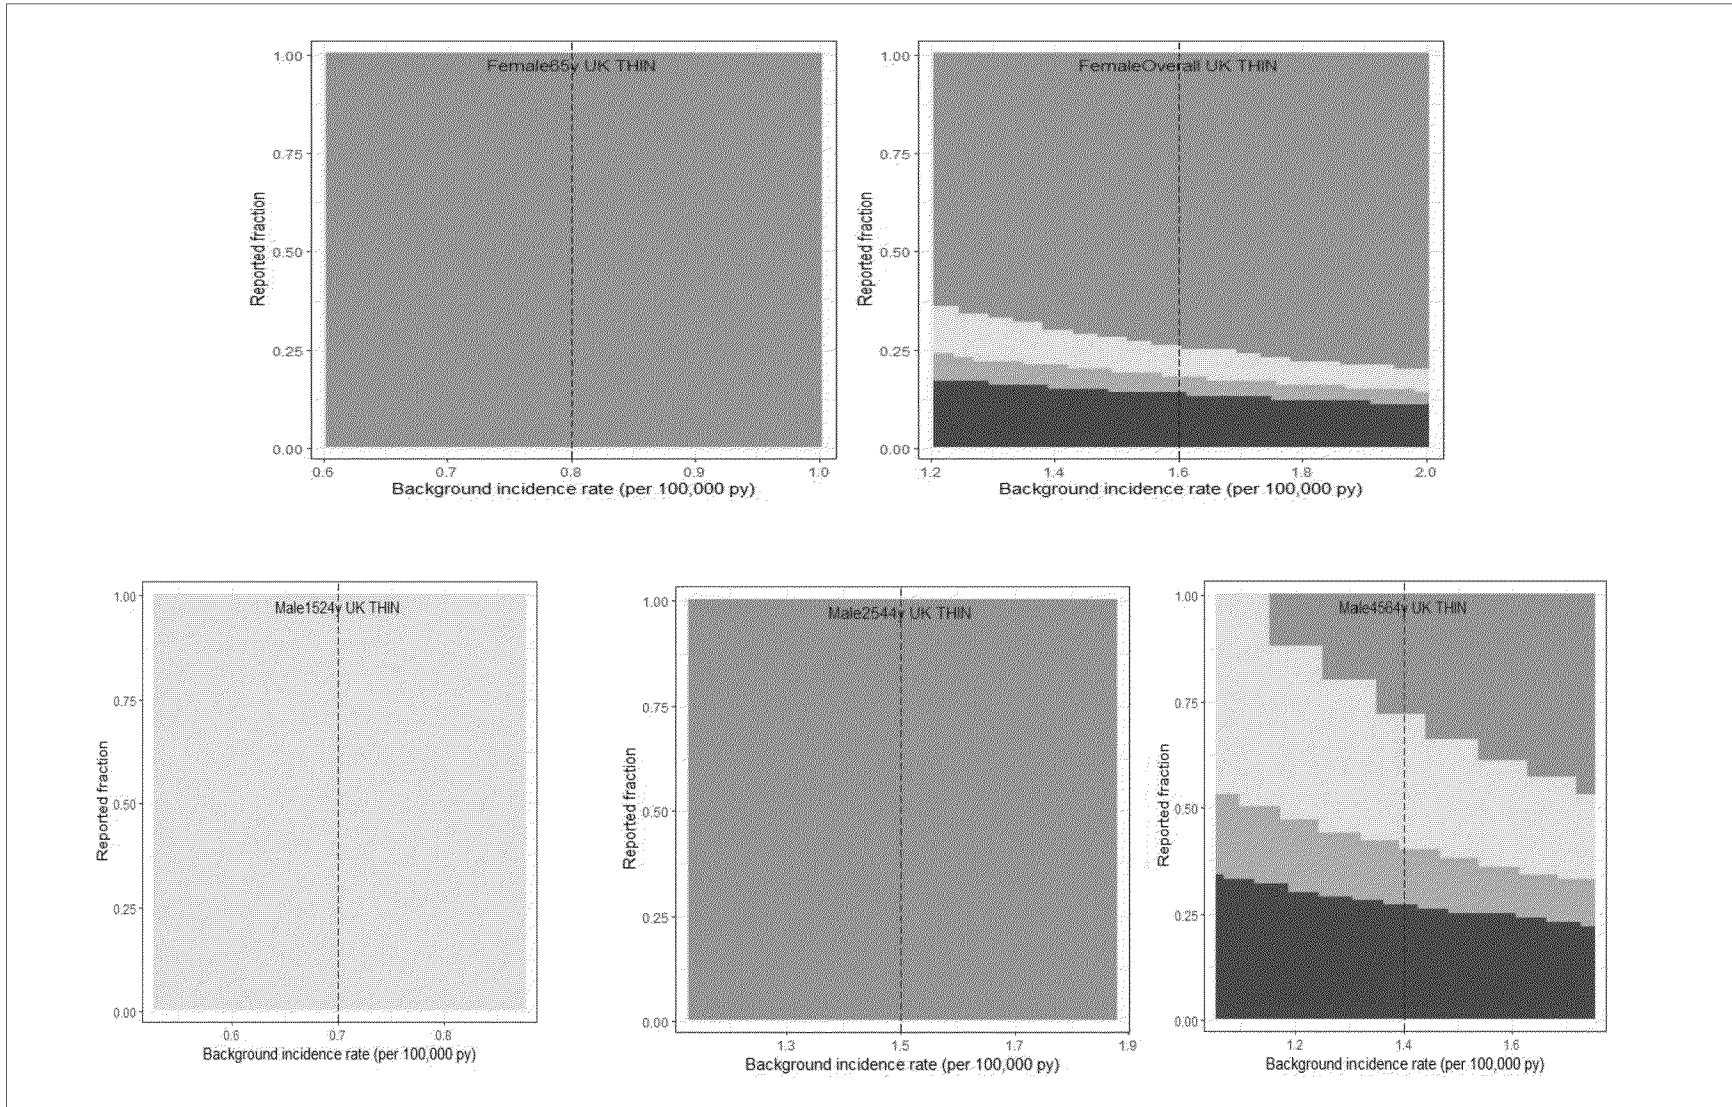 Female65y UK THIN
1.00
0.75
0.50
0.25
0.00
Reported fraction
0.6 0.7 0.8 0.9 1.0
Background incidence rate (per 100,000 py)
FemaleOverall UK THIN
1.00
0.75
0.50
0.25
0.00
Reported fraction
1.2 1.4 1.6 1.8 2.0
Background incidence rate (per 100,000 py)
Male1524y UK THIN
1.00
0.75
0.50
0.25
0.00
Reported fraction
0.6 0.7 0.8
Background incidence rate (per 100,000 py)
Male2544y UK THIN
1.00
0.75
0.50
0.25
0.00
Reported fraction
1.3 1.5 1.7 1.9
Background incidence rate (per 100,000 py)
Male4564y UK THIN
1.00
0.75
0.50
0.25
0.00
Reported fraction
1.2 1.4 1.6
Background incidence rate (per 100,000 py)